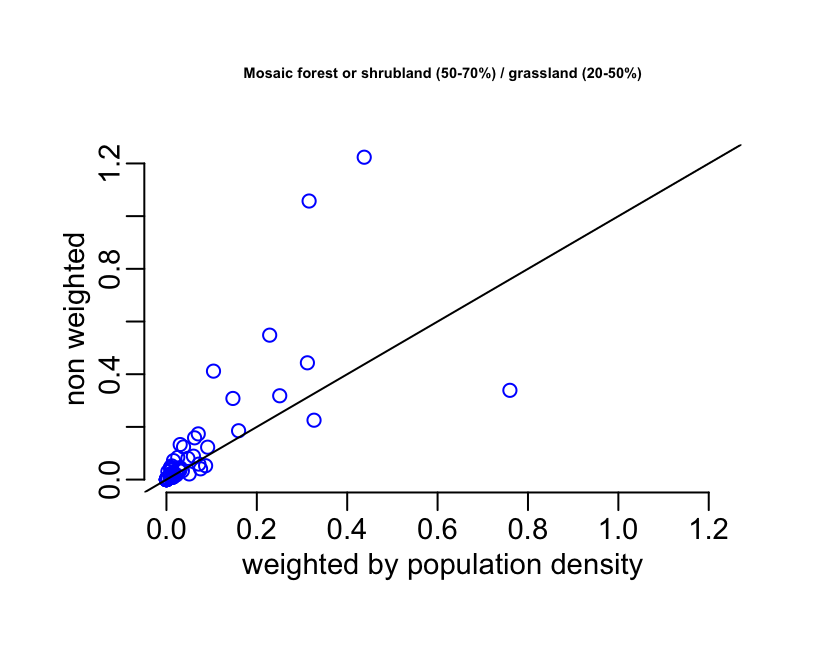 Mosaic forest or shrubland (50-70%) / grassland (20-50%)
1.2
0.8
0.4
0.0
non weighted
0.0 0.2 0.4 0.6 0.8 1.0 1.2
weighted by population density